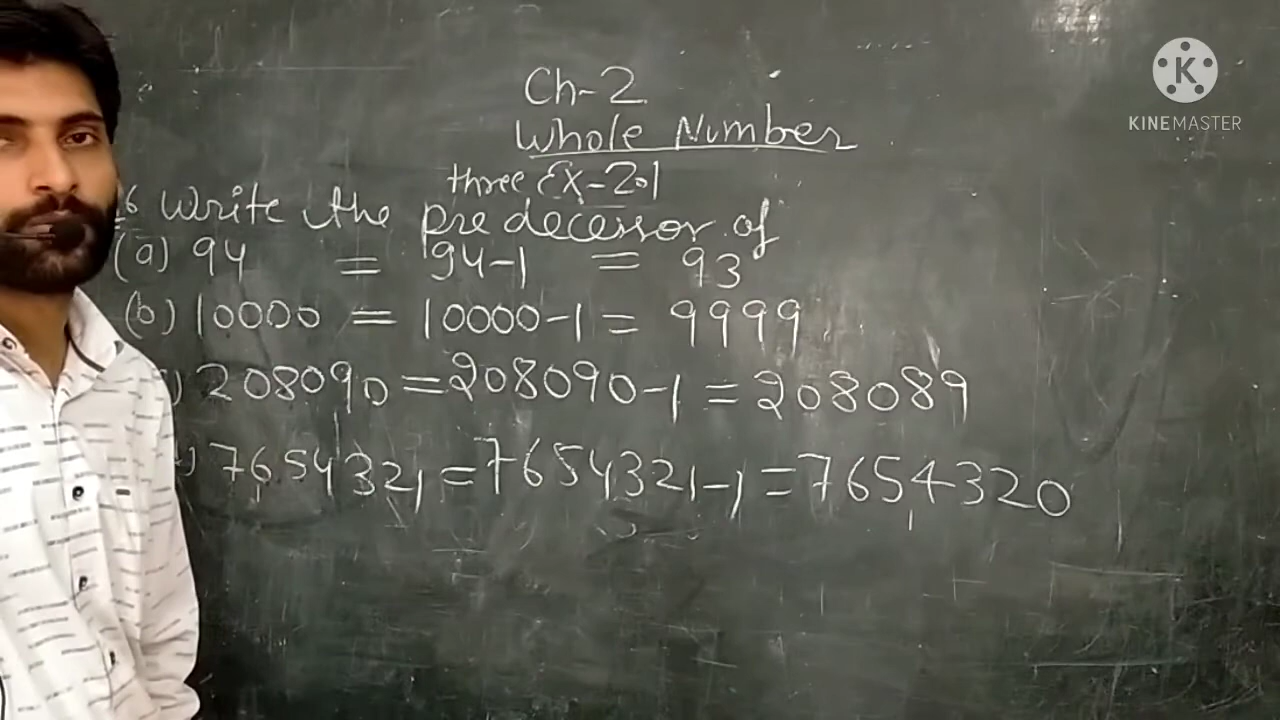 Ch-2
Whole Number
three Ex-2.1
6 Write the predecessor of
(a) 94 = 94-1 = 93
(b) 10000 = 10000-1 = 9999
) 208090 = 208090-1 = 208089
) 7654321 = 7654321-1 = 7654320
K
KINEMASTER